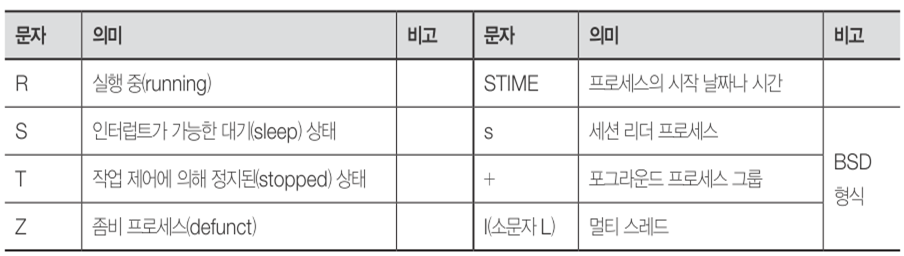 문자 의미 비고 문자 의미 비고
R 실행 중(running) STIME 프로세스의 시작 날짜나 시간
S 인터럽트가 가능한 대기(sleep) 상태 s 세션 리더 프로세스
T 작업 제어에 의해 정지된(stopped) 상태 + 포그라운드 프로세스 그룹
Z 좀비 프로세스(defunct) l(소문자 L) 멀티 스레드
BSD
형식